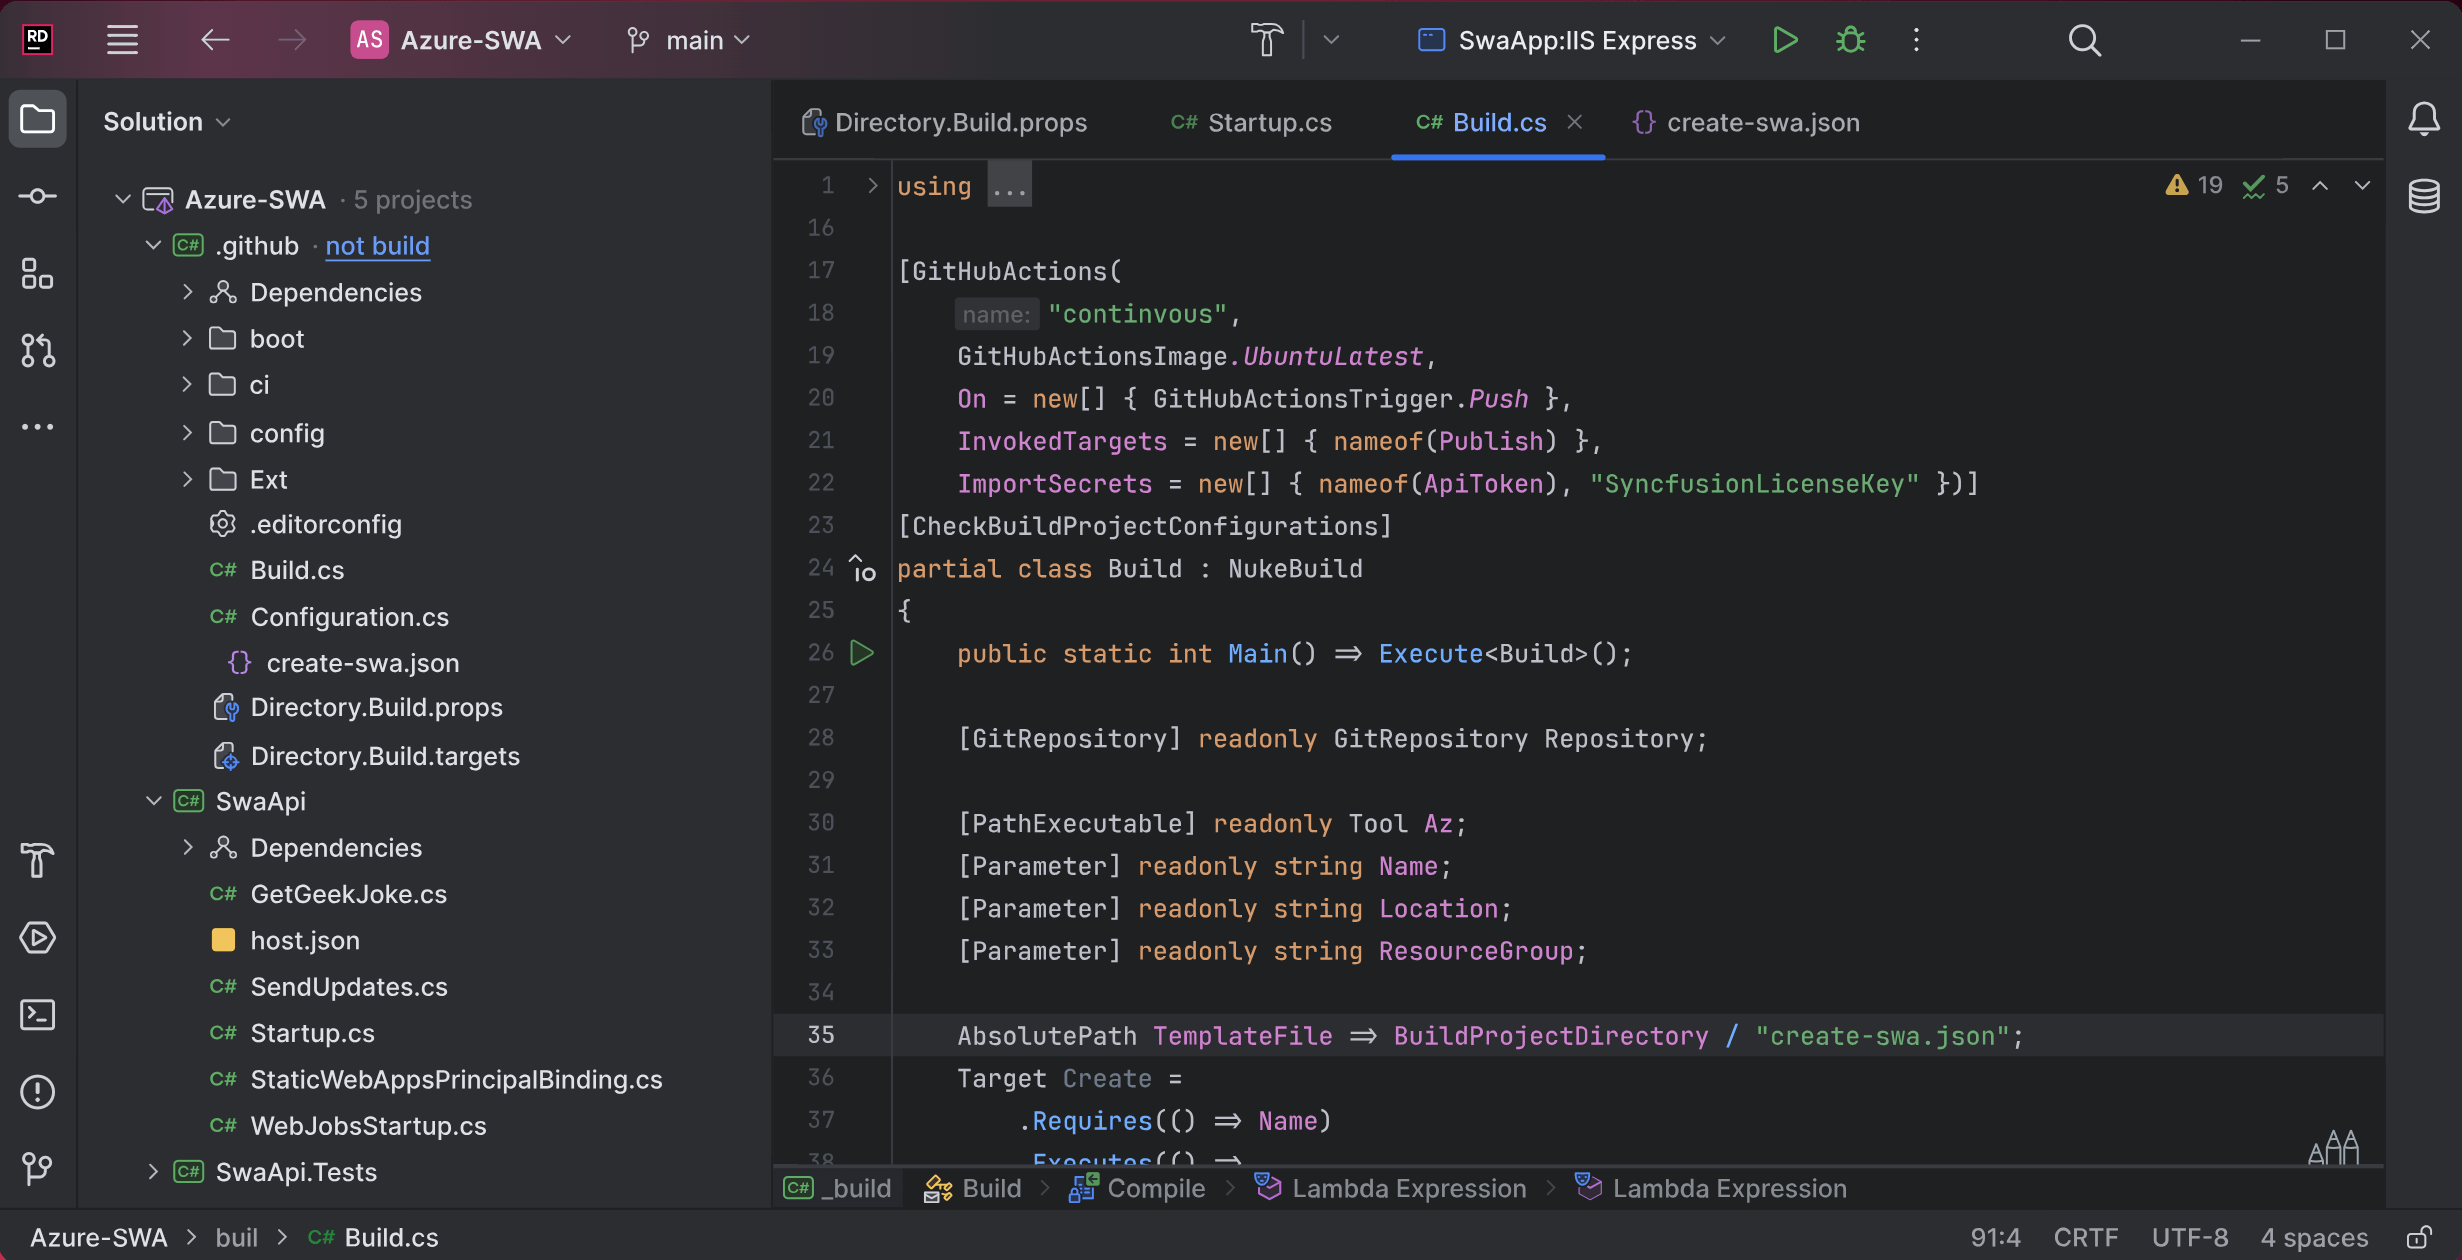 RD
AS Azure-SWA
main
SwaApp:IIS Express
Solution
Azure-SWA · 5 projects
C# .github · not build
Dependencies
boot
ci
config
Ext
.editorconfig
C# Build.cs
C# Configuration.cs
{} create-swa.json
Directory.Build.props
Directory.Build.targets
C# SwaApi
Dependencies
C# GetGeekJoke.cs
host.json
C# SendUpdates.cs
C# Startup.cs
C# StaticWebAppsPrincipalBinding.cs
C# WebJobsStartup.cs
C# SwaApi.Tests
Directory.Build.props
C# Startup.cs
C# Build.cs
{} create-swa.json
19 5
1 using ...
16
17 [GitHubActions(
18 name: "continvous",
19 GitHubActionsImage.UbuntuLatest,
20 On = new[] { GitHubActionsTrigger.Push },
21 InvokedTargets = new[] { nameof(Publish) },
22 ImportSecrets = new[] { nameof(ApiToken), "SyncfusionLicenseKey" })]
23 [CheckBuildProjectConfigurations]
24 partial class Build : NukeBuild
25 {
26 public static int Main() => Execute<Build>();
27
28 [GitRepository] readonly GitRepository Repository;
29
30 [PathExecutable] readonly Tool Az;
31 [Parameter] readonly string Name;
32 [Parameter] readonly string Location;
33 [Parameter] readonly string ResourceGroup;
34
35 AbsolutePath TemplateFile => BuildProjectDirectory / "create-swa.json";
36 Target Create =
37 .Requires(() => Name)
38 .Executes(() =>
C# _build
Build > Compile > Lambda Expression > Lambda Expression
Azure-SWA > buil > C# Build.cs
91:4 CRTF UTF-8 4 spaces